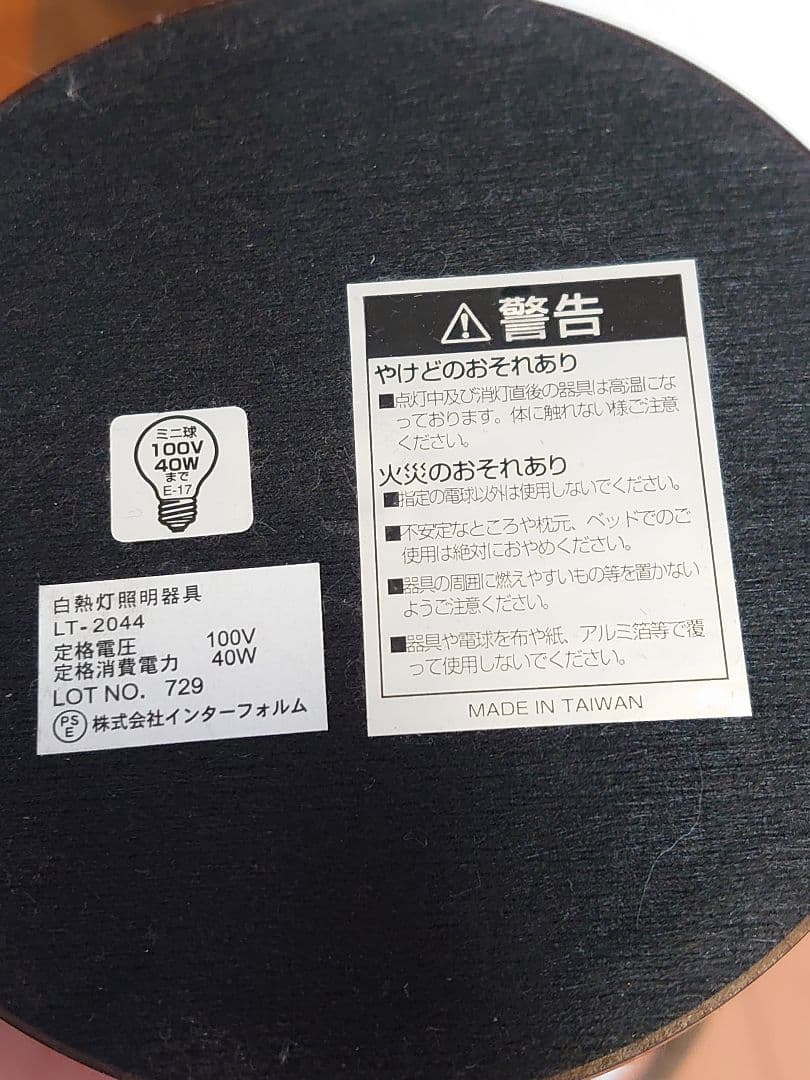 ミニ球
100V
40W
まで
E-17
白熱灯照明器具
LT-2044
定格電圧 100V
定格消費電力 40W
LOT NO. 729
PSE 株式会社インターフォルム
警告
やけどのおそれあり
■点灯中及び消灯直後の器具は高温にな
っております。体に触れない様ご注意
ください。
火災のおそれあり
■指定の電球以外は使用しないでください。
■不安定なところや枕元、ベッドでのご
使用は絶対におやめください。
■器具の周囲に燃えやすいもの等を置かない
ようご注意ください。
■器具や電球を布や紙、アルミ箔等で覆
って使用しないでください。
MADE IN TAIWAN